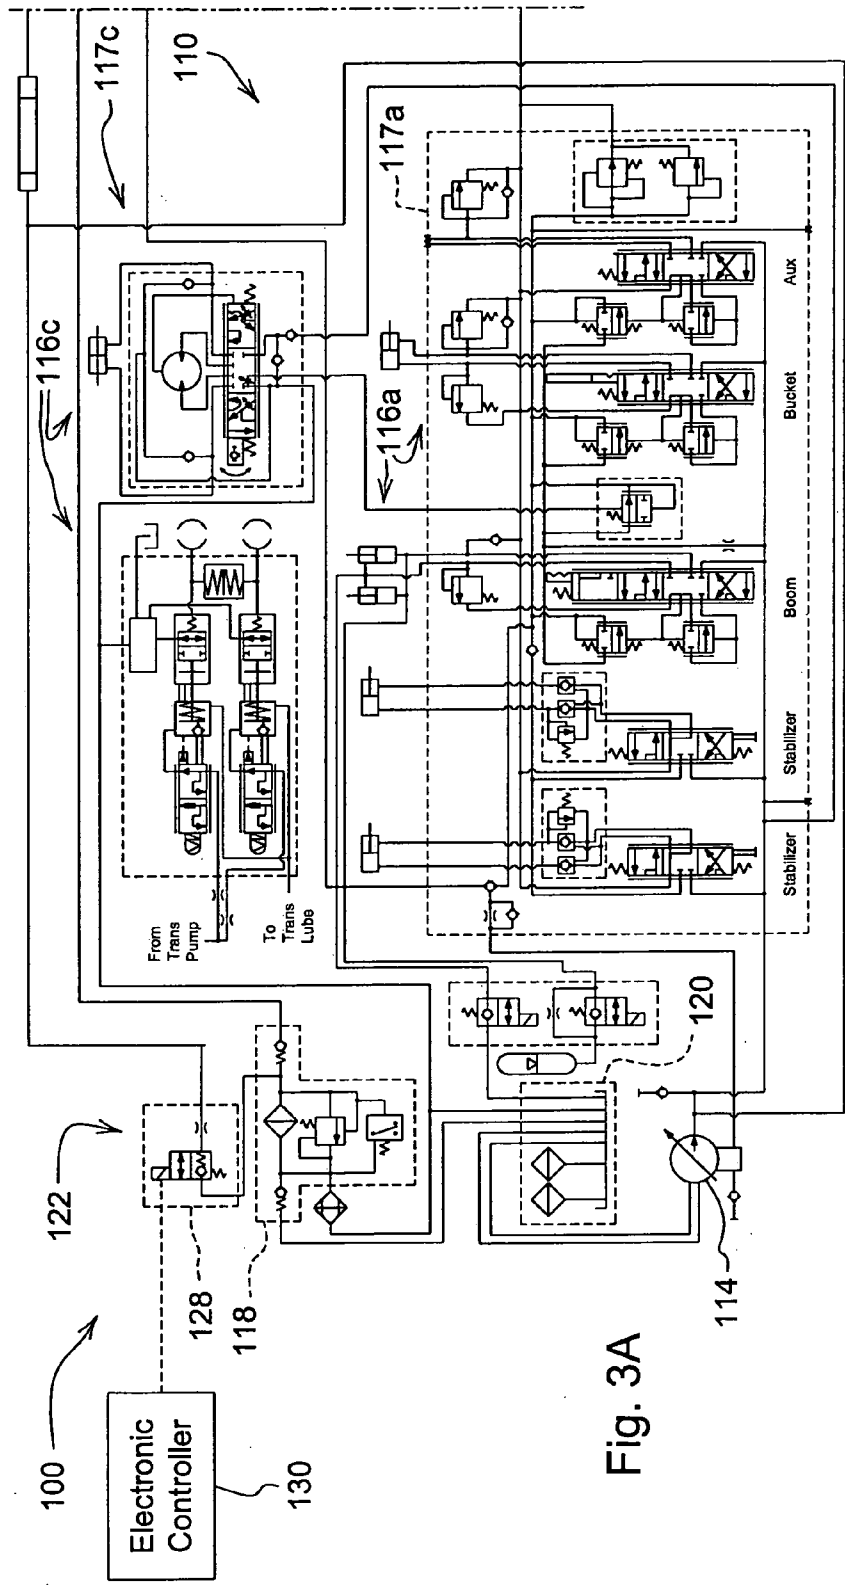 100
Electronic
Controller
130
122
128
118
116c
117c
110
From
Trans
Pump
To
Trans
Lube
116a
117a
120
114
Stabilizer
Stabilizer
Boom
Bucket
Aux
Fig. 3A